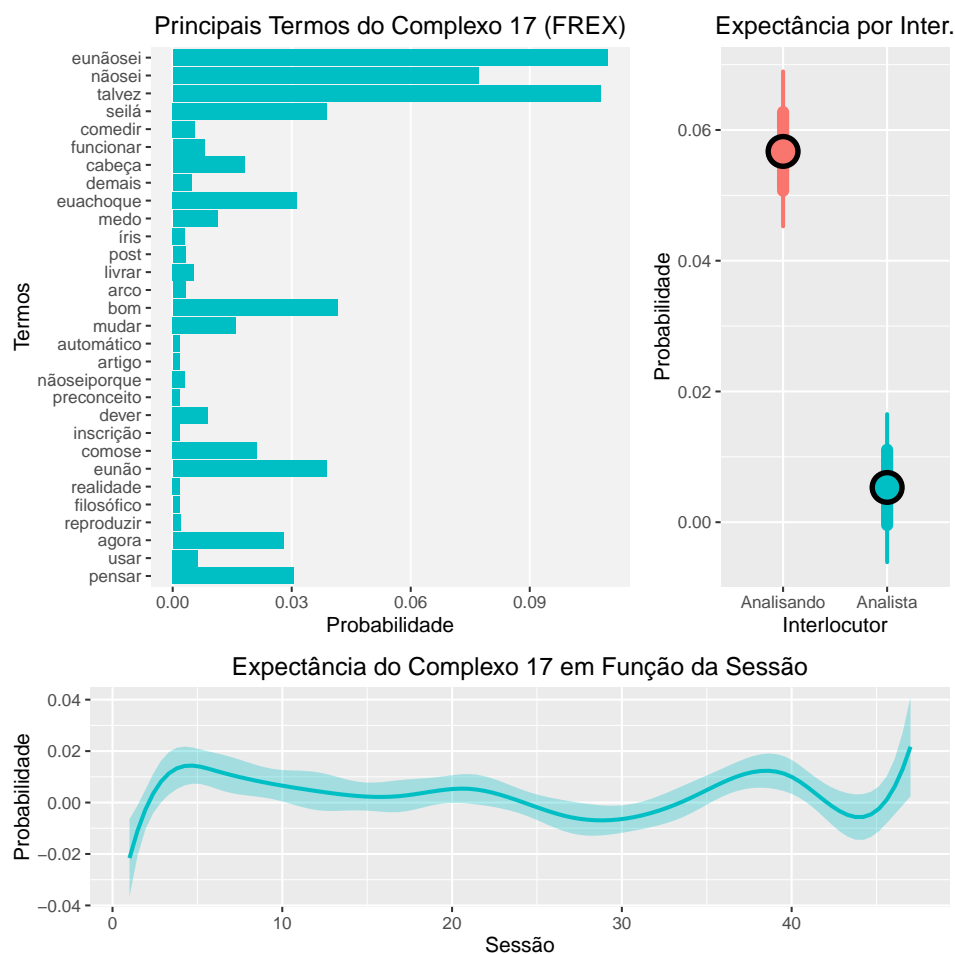 Principais Termos do Complexo 17 (FREX)
eunãosei
nãosei
talvez
seilá
comedir
funcionar
cabeça
demais
euachoque
medo
íris
post
livrar
arco
bom
mudar
automático
artigo
nãoseiporque
preconceito
dever
inscrição
comose
eunão
realidade
filosófico
reproduzir
agora
usar
pensar
Termos
0.00 0.03 0.06 0.09
Probabilidade
Expectância por Inter.
0.06
0.04
0.02
0.00
Probabilidade
Analisando Analista
Interlocutor
Expectância do Complexo 17 em Função da Sessão
0.04
0.02
0.00
−0.02
−0.04
Probabilidade
0 10 20 30 40
Sessão